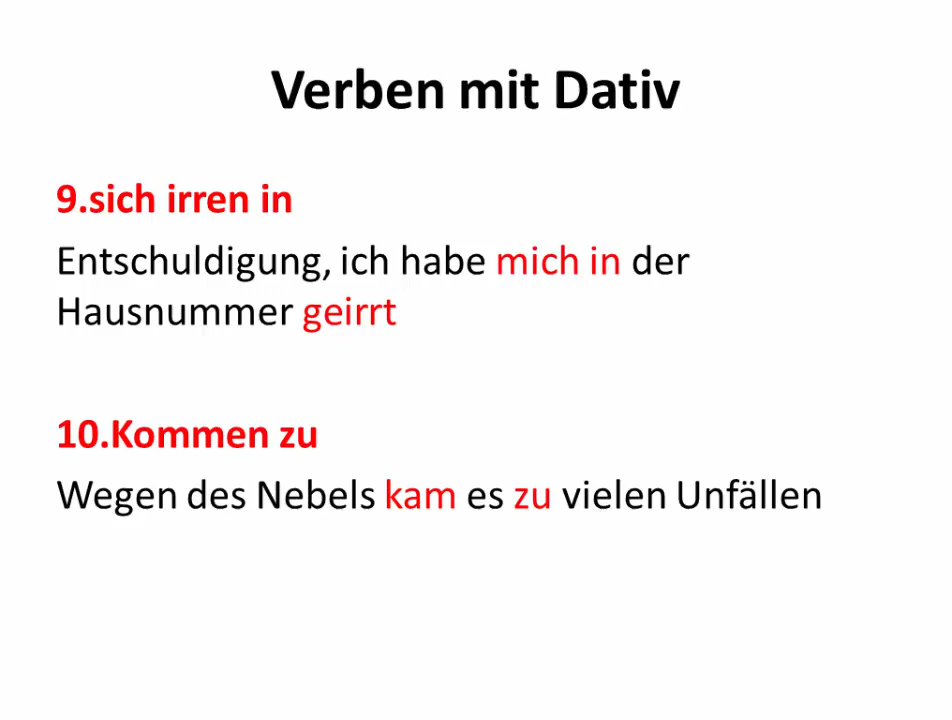 Verben mit Dativ
9.sich irren in
Entschuldigung, ich habe mich in der
Hausnummer geirrt
10.Kommen zu
Wegen des Nebels kam es zu vielen Unfällen